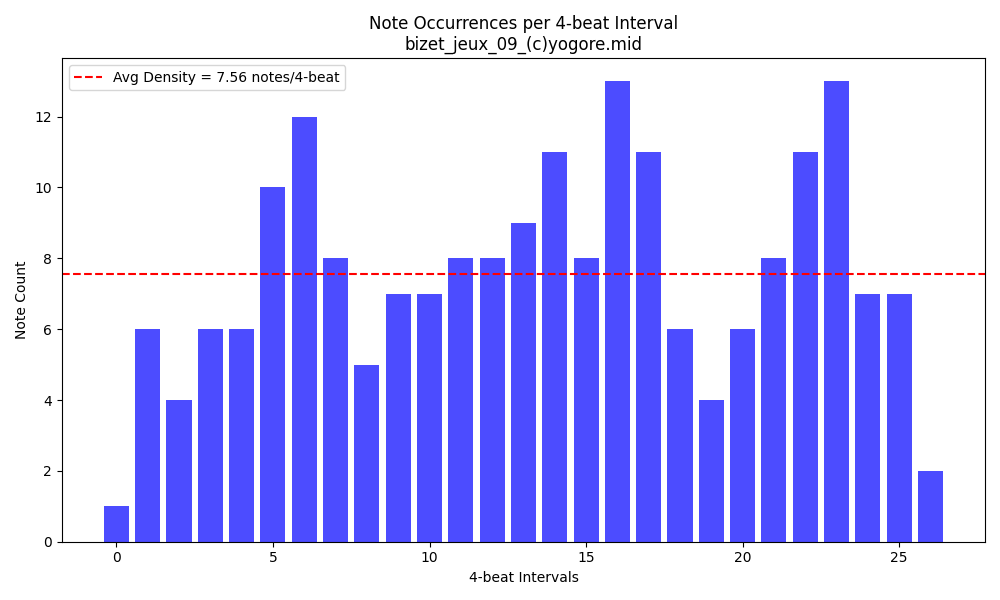 Note Occurrences per 4-beat Interval
bizet_jeux_09_(c)yogore.mid
Avg Density = 7.56 notes/4-beat
Note Count
12
10
8
6
4
2
0
0 5 10 15 20 25
4-beat Intervals